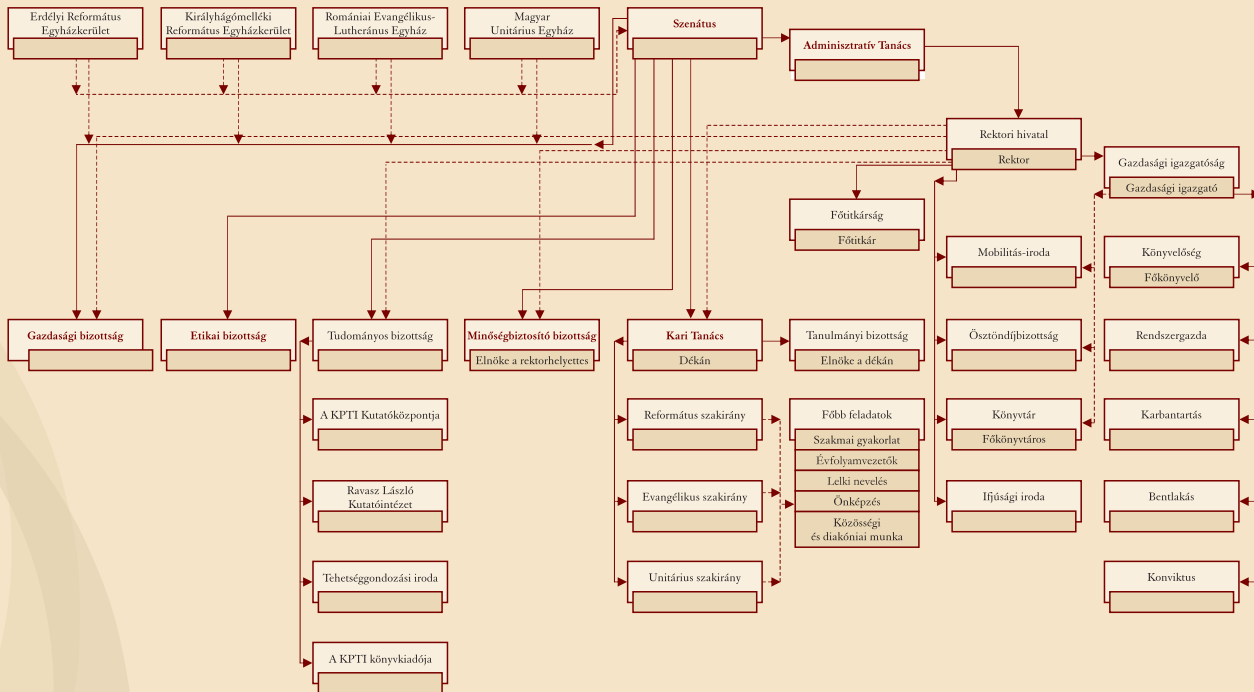 Erdélyi Református
Egyházkerület
Királyhágómelléki
Református Egyházkerület
Romániai Evangélikus-
Lutheránus Egyház
Magyar
Unitárius Egyház
Szenátus
Adminisztratív Tanács
Rektori hivatal
Rektor
Gazdasági igazgatóság
Gazdasági igazgató
Főtitkárság
Főtitkár
Mobilitás-iroda
Könyvelőség
Főkönyvelő
Gazdasági bizottság
Etikai bizottság
Tudományos bizottság
Minőségbiztosító bizottság
Elnöke a rektorhelyettes
Kari Tanács
Dékán
Tanulmányi bizottság
Elnöke a dékán
Ösztöndíjbizottság
Rendszergazda
A KPTI Kutatóközpontja
Református szakirány
Főbb feladatok
Szakmai gyakorlat
Évfolyamvezetők
Lelki nevelés
Önképzés
Közösségi
és diakóniai munka
Könyvtár
Főkönyvtáros
Karbantartás
Ravasz László
Kutatóintézet
Evangélikus szakirány
Ifjúsági iroda
Bentlakás
Tehetséggondozási iroda
Unitárius szakirány
Konviktus
A KPTI könyvkiadója